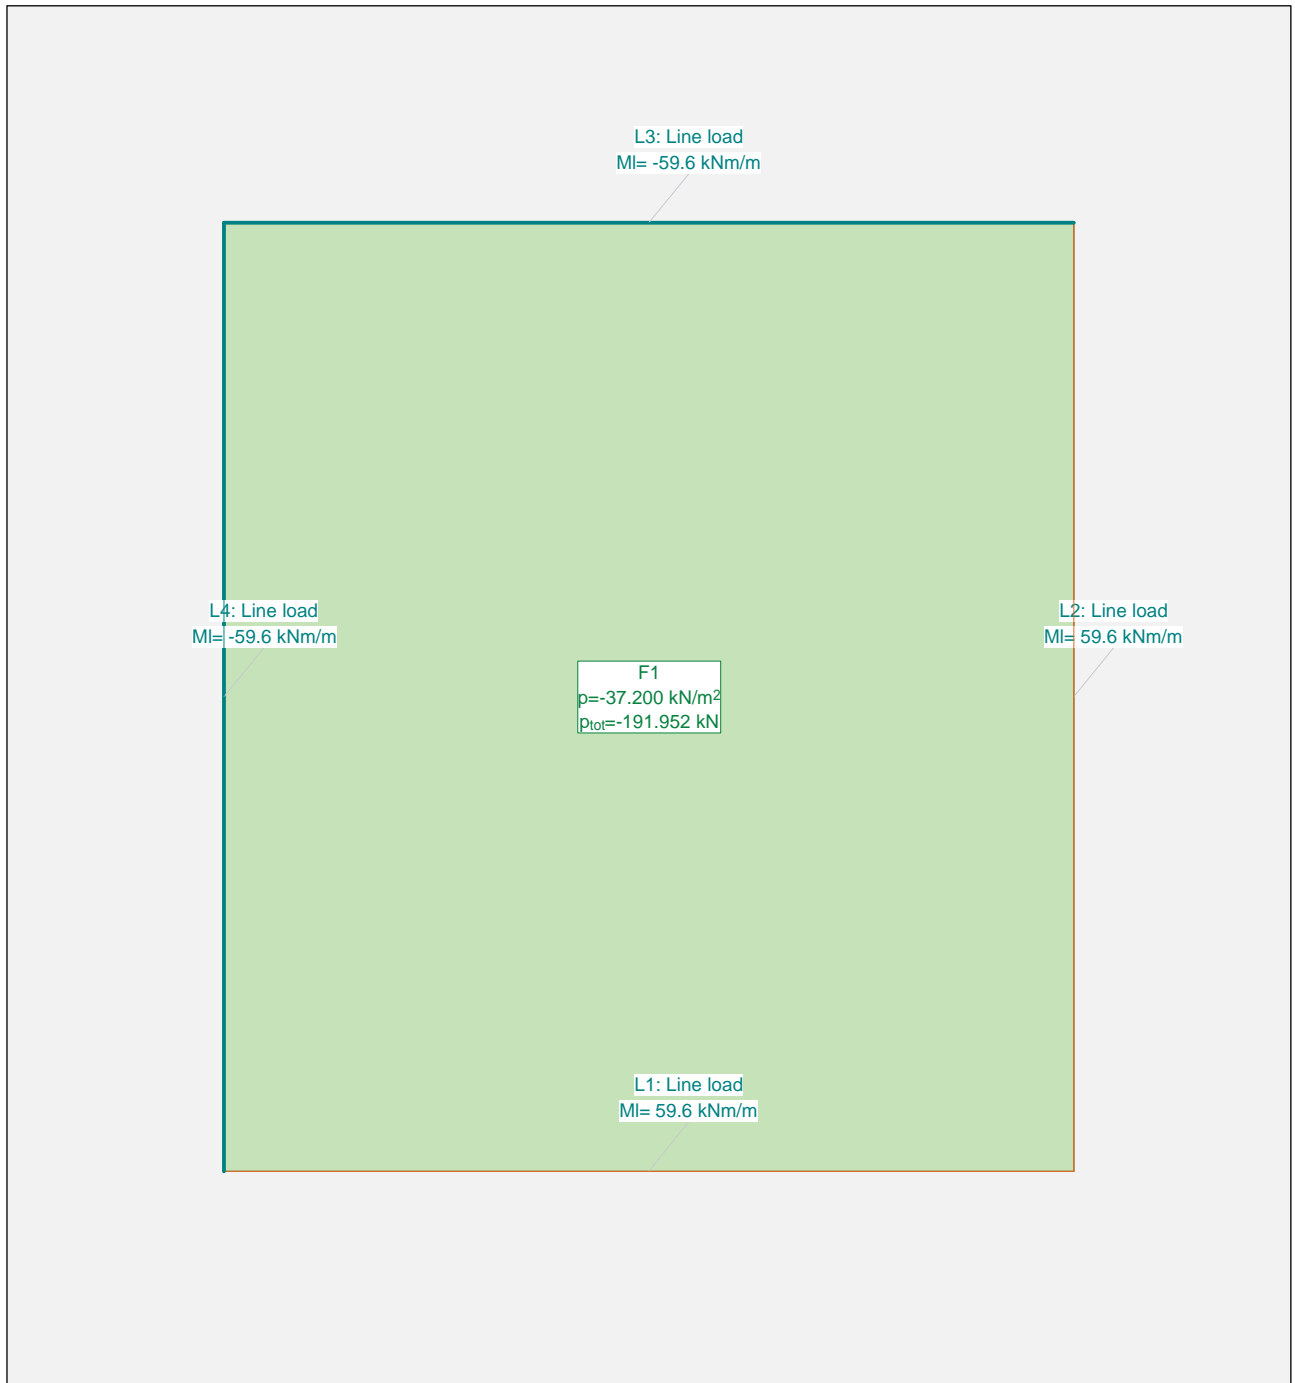 L3: Line load
Ml= -59.6 kNm/m
L4: Line load
Ml= -59.6 kNm/m
L2: Line load
Ml= 59.6 kNm/m
F1
p=-37.200 kN/m²
pₜₒₜ=-191.952 kN
L1: Line load
Ml= 59.6 kNm/m